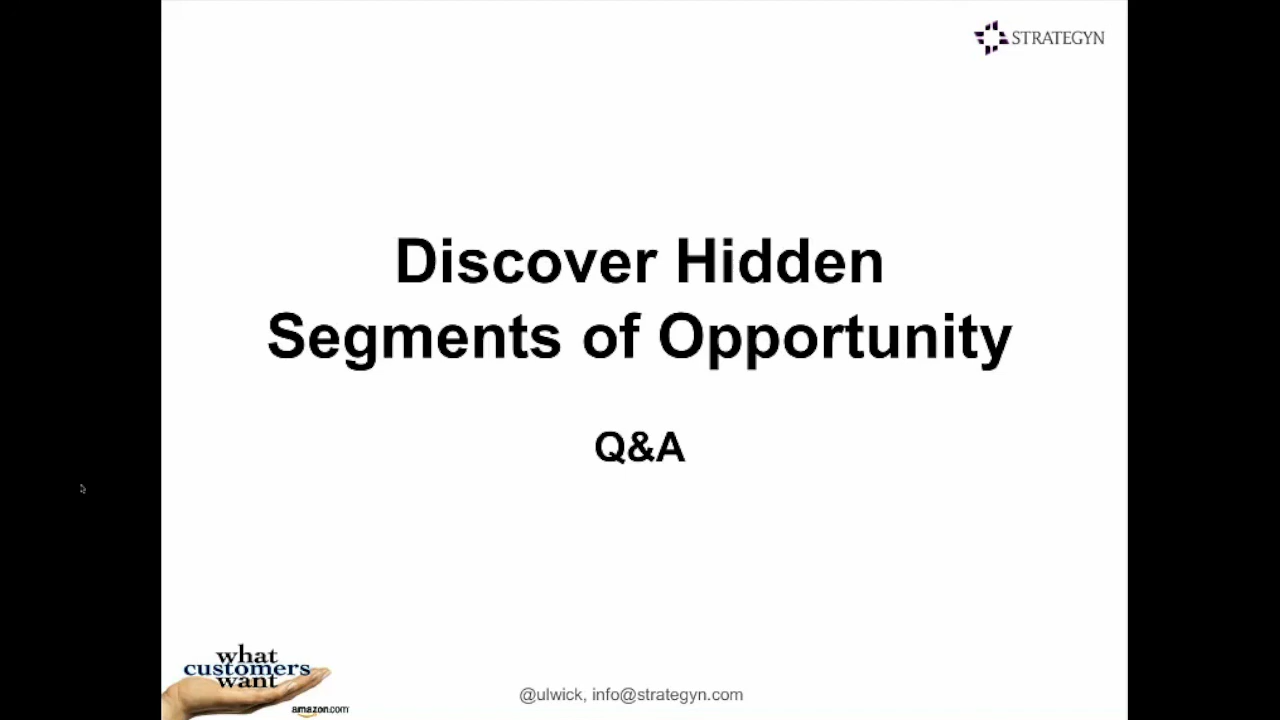 STRATEGYN
Discover Hidden
Segments of Opportunity
Q&A
what
customers
want
amazon.com
@ulwick, info@strategyn.com